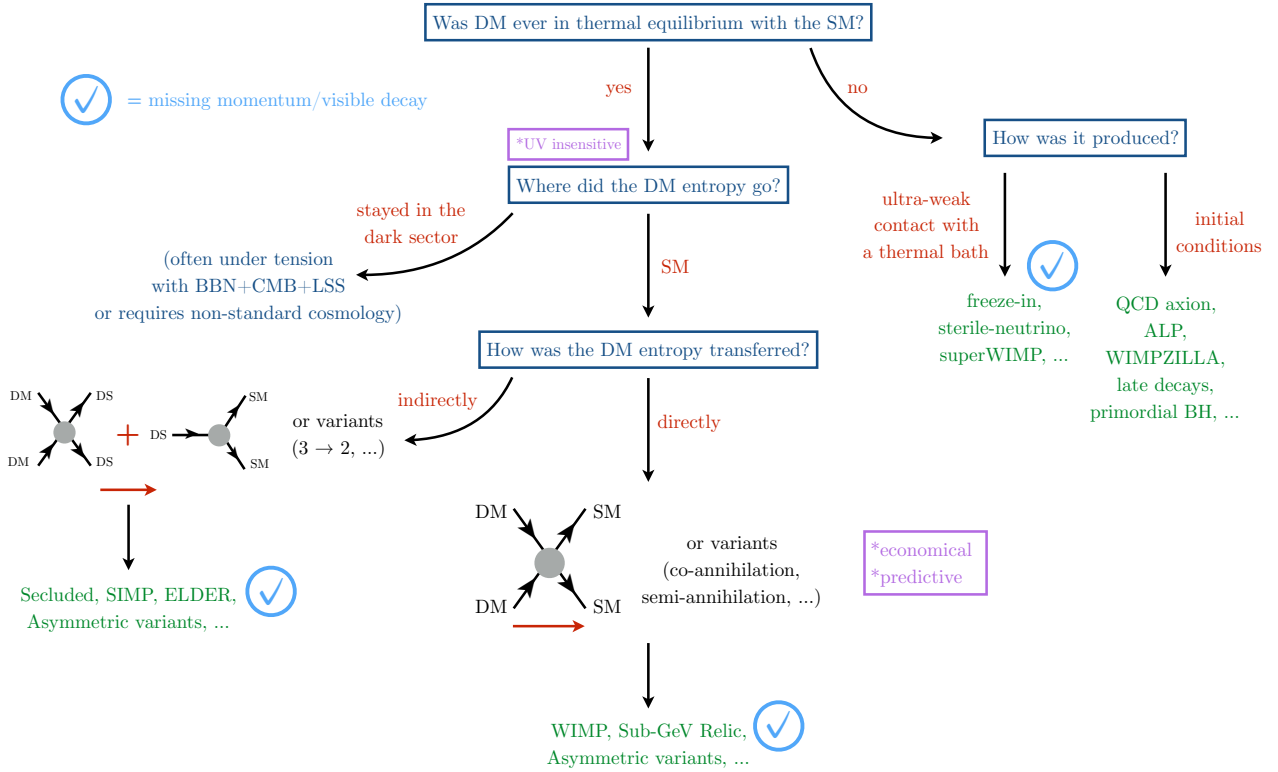 Was DM ever in thermal equilibrium with the SM?
= missing momentum/visible decay
yes
no
*UV insensitive
How was it produced?
Where did the DM entropy go?
stayed in the
dark sector
(often under tension
with BBN+CMB+LSS
or requires non-standard cosmology)
SM
ultra-weak
contact with
a thermal bath
initial
conditions
freeze-in,
sterile-neutrino,
superWIMP, ...
QCD axion,
ALP,
WIMPZILLA,
late decays,
primordial BH, ...
How was the DM entropy transferred?
indirectly
directly
DM
DS
DM
DS
+
DS
SM
SM
or variants
(3 → 2, ...)
Secluded, SIMP, ELDER,
Asymmetric variants, ...
DM
SM
DM
SM
or variants
(co-annihilation,
semi-annihilation, ...)
*economical
*predictive
WIMP, Sub-GeV Relic,
Asymmetric variants, ...